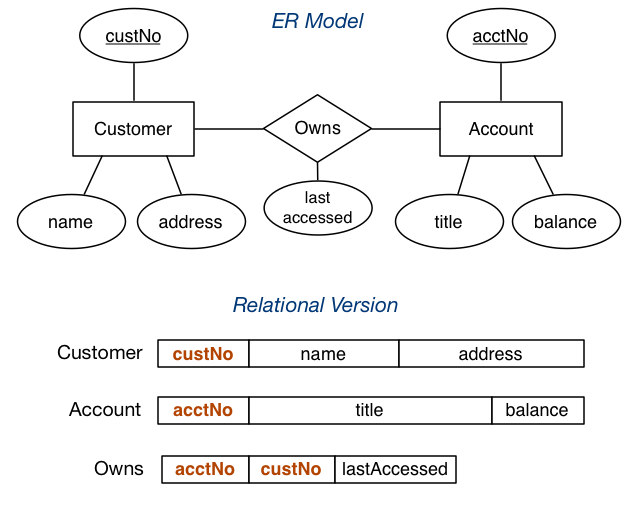 ER Model
custNo
acctNo
Customer
Owns
Account
name
address
last
accessed
title
balance
Relational Version
Customer custNo name address
Account acctNo title balance
Owns acctNo custNo lastAccessed